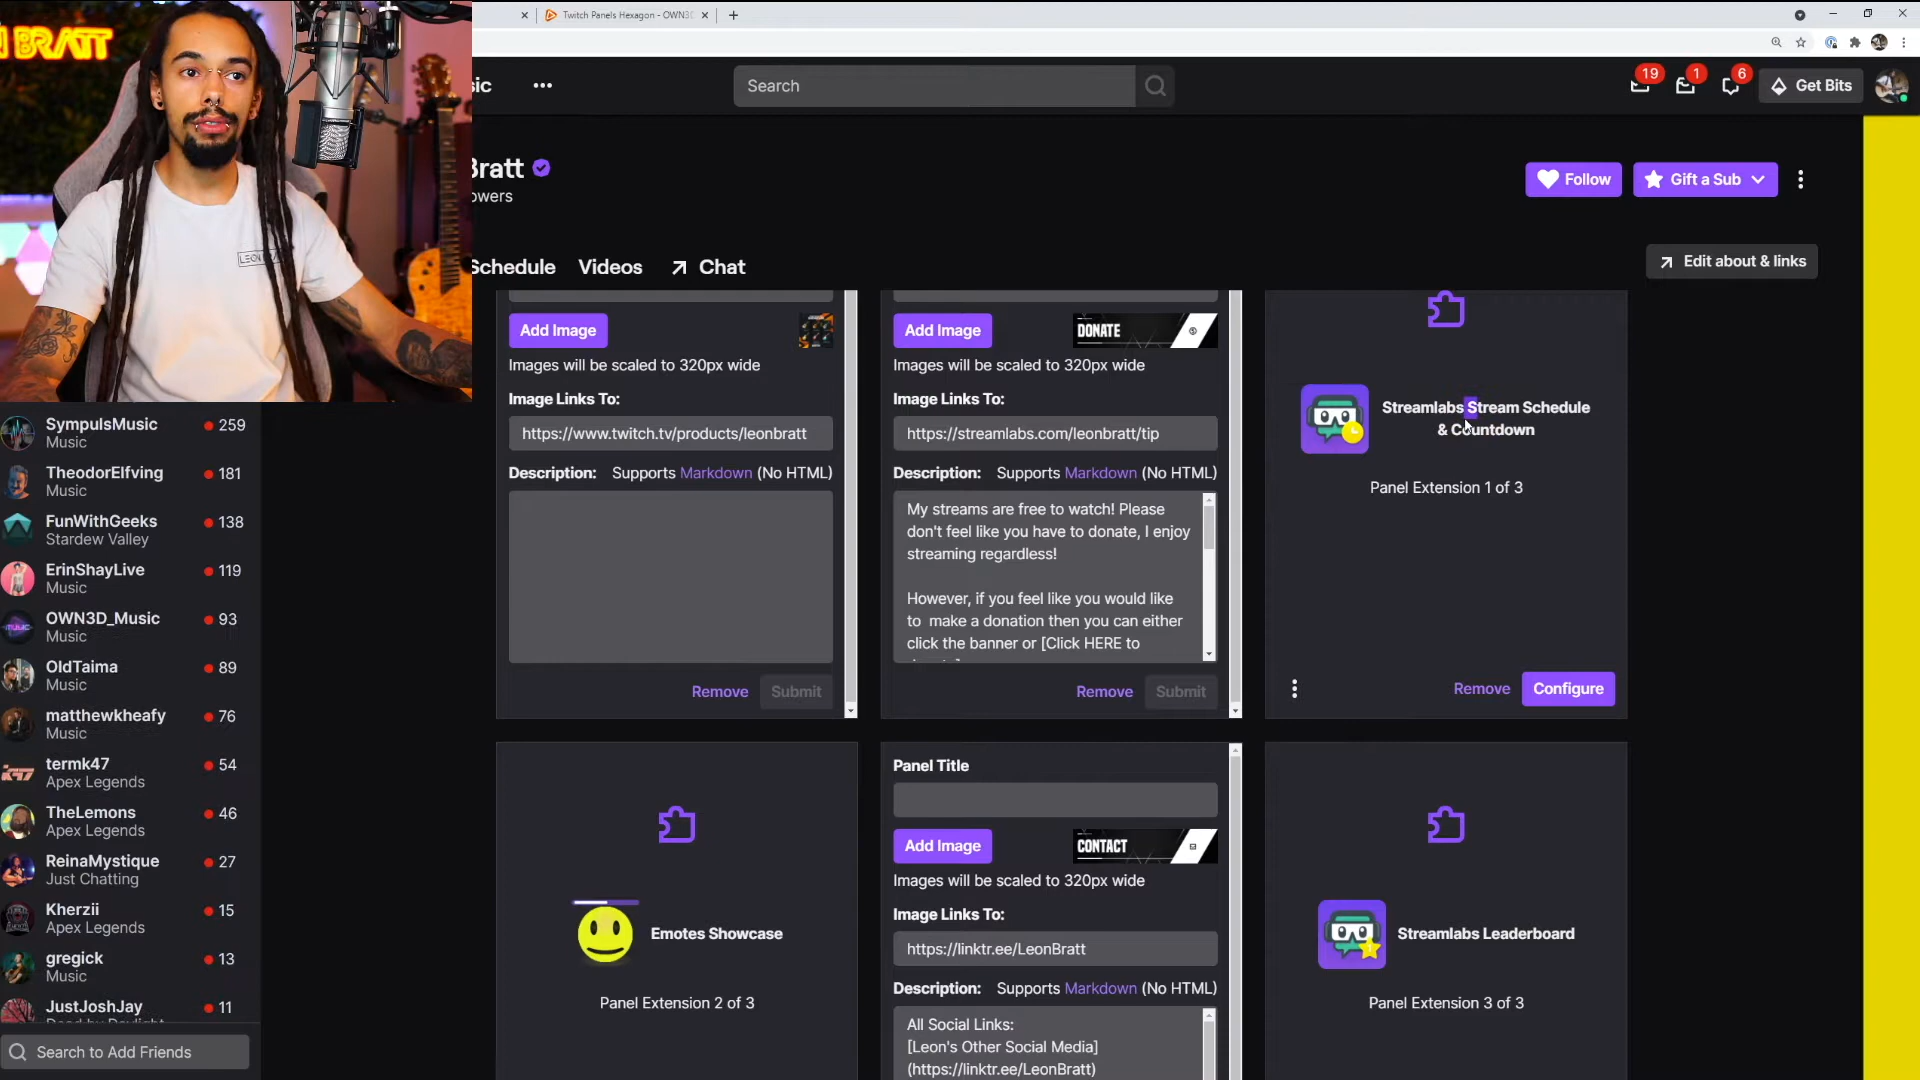 N BRATT
LEON BRATT
Twitch Panels Hexagon - OWN3D
sic
Search
19
1
6
Get Bits
Bratt
owers
Follow
Gift a Sub
Schedule
Videos
Chat
Edit about & links
Add Image
Images will be scaled to 320px wide
Image Links To:
https://www.twitch.tv/products/leonbratt
Description: Supports Markdown (No HTML)
Remove
Submit
Add Image
DONATE
Images will be scaled to 320px wide
Image Links To:
https://streamlabs.com/leonbratt/tip
Description: Supports Markdown (No HTML)
My streams are free to watch! Please
don't feel like you have to donate, I enjoy
streaming regardless!
However, if you feel like you would like
to make a donation then you can either
click the banner or [Click HERE to
Remove
Submit
Streamlabs Stream Schedule
& Countdown
Panel Extension 1 of 3
Remove
Configure
SympulsMusic
259
Music
TheodorElfving
181
Music
FunWithGeeks
138
Stardew Valley
ErinShayLive
119
Music
OWN3D_Music
93
Music
OldTaima
89
Music
matthewkheafy
76
Music
termk47
54
Apex Legends
TheLemons
46
Apex Legends
ReinaMystique
27
Just Chatting
Kherzii
15
Apex Legends
gregick
13
Music
JustJoshJay
11
Dead by Daylight
Search to Add Friends
Emotes Showcase
Panel Extension 2 of 3
Panel Title
Add Image
CONTACT
Images will be scaled to 320px wide
Image Links To:
https://linktr.ee/LeonBratt
Description: Supports Markdown (No HTML)
All Social Links:
[Leon's Other Social Media]
(https://linktr.ee/LeonBratt)
Streamlabs Leaderboard
Panel Extension 3 of 3